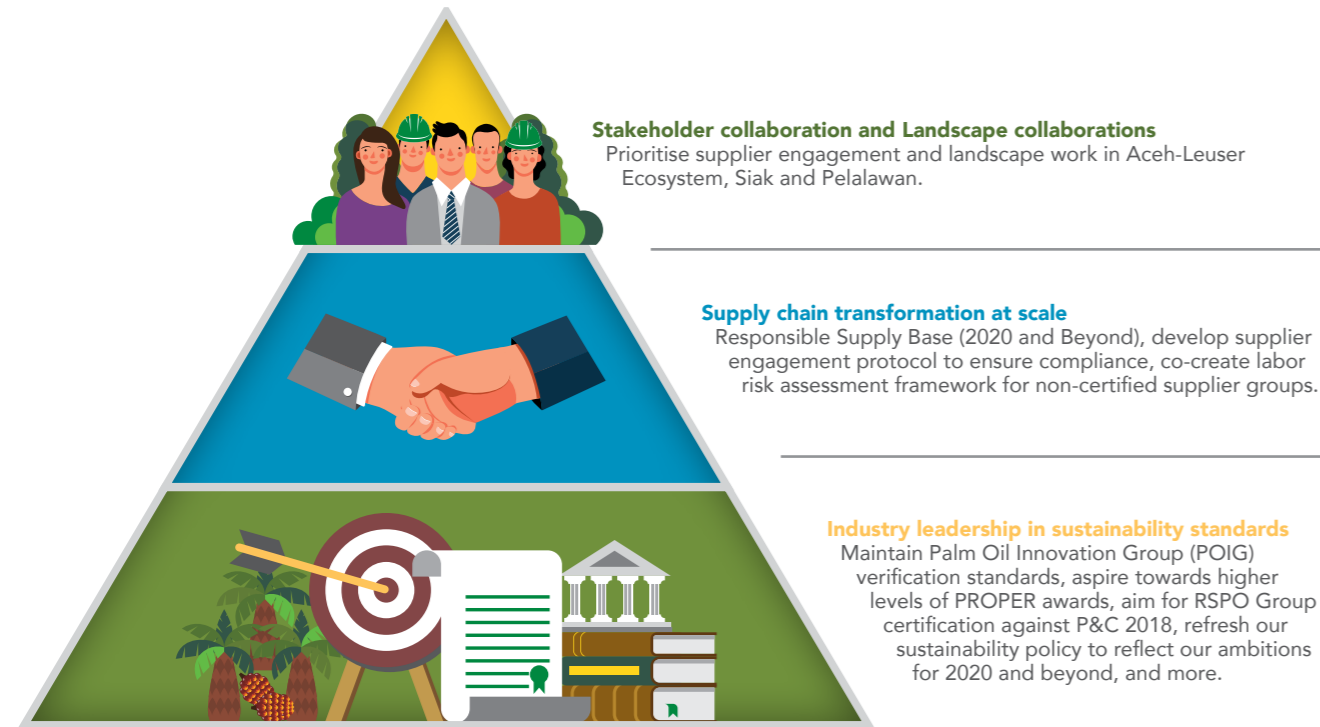 Stakeholder collaboration and Landscape collaborations
Prioritise supplier engagement and landscape work in Aceh-Leuser
Ecosystem, Siak and Pelalawan.
Supply chain transformation at scale
Responsible Supply Base (2020 and Beyond), develop supplier
engagement protocol to ensure compliance, co-create labor
risk assessment framework for non-certified supplier groups.
Industry leadership in sustainability standards
Maintain Palm Oil Innovation Group (POIG)
verification standards, aspire towards higher
levels of PROPER awards, aim for RSPO Group
certification against P&C 2018, refresh our
sustainability policy to reflect our ambitions
for 2020 and beyond, and more.